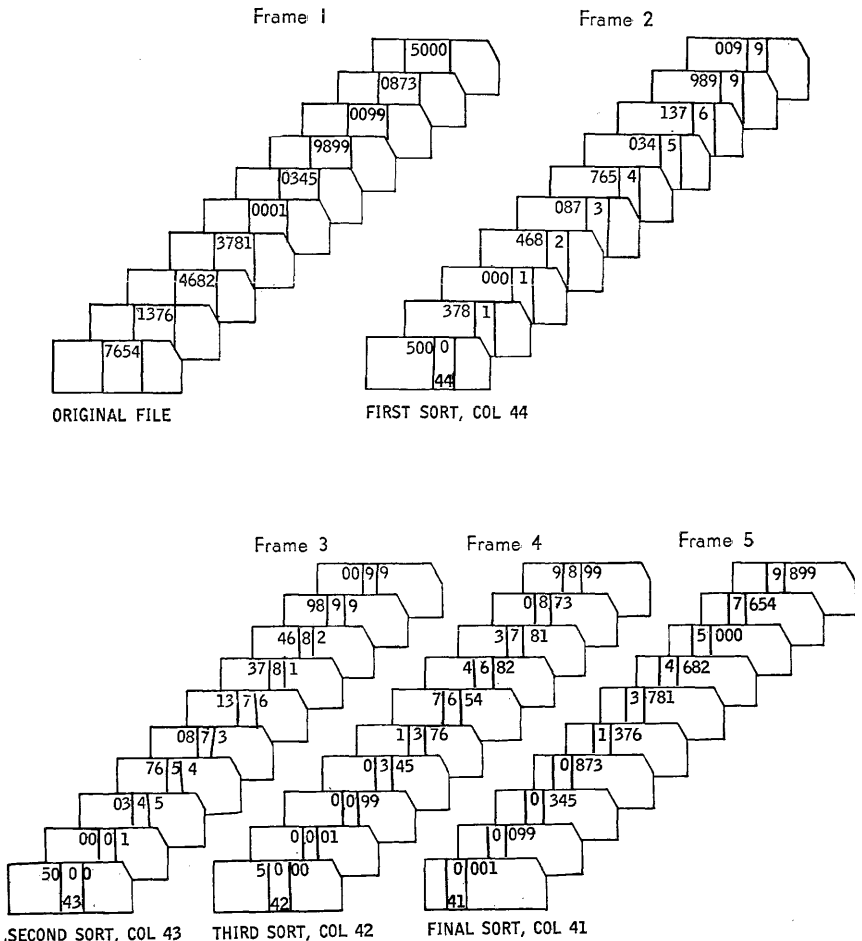 Frame 1
5000
0873
0099
9899
0345
0001
3781
4682
1376
7654
ORIGINAL FILE
Frame 2
009 9
989 9
137 6
034 5
765 4
087 3
468 2
000 1
378 1
500 0
44
FIRST SORT, COL 44
Frame 3
00 9 9
98 9 9
46 8 2
37 8 1
13 7 6
08 7 3
76 5 4
03 4 5
00 0 1
50 0 0
43
SECOND SORT, COL 43
Frame 4
9 8 99
0 8 73
3 7 81
4 6 82
7 6 54
1 3 76
0 3 45
0 0 99
0 0 01
5 0 00
42
THIRD SORT, COL 42
Frame 5
9 899
7 654
5 000
4 682
3 781
1 376
0 873
0 345
0 099
0 001
41
FINAL SORT, COL 41